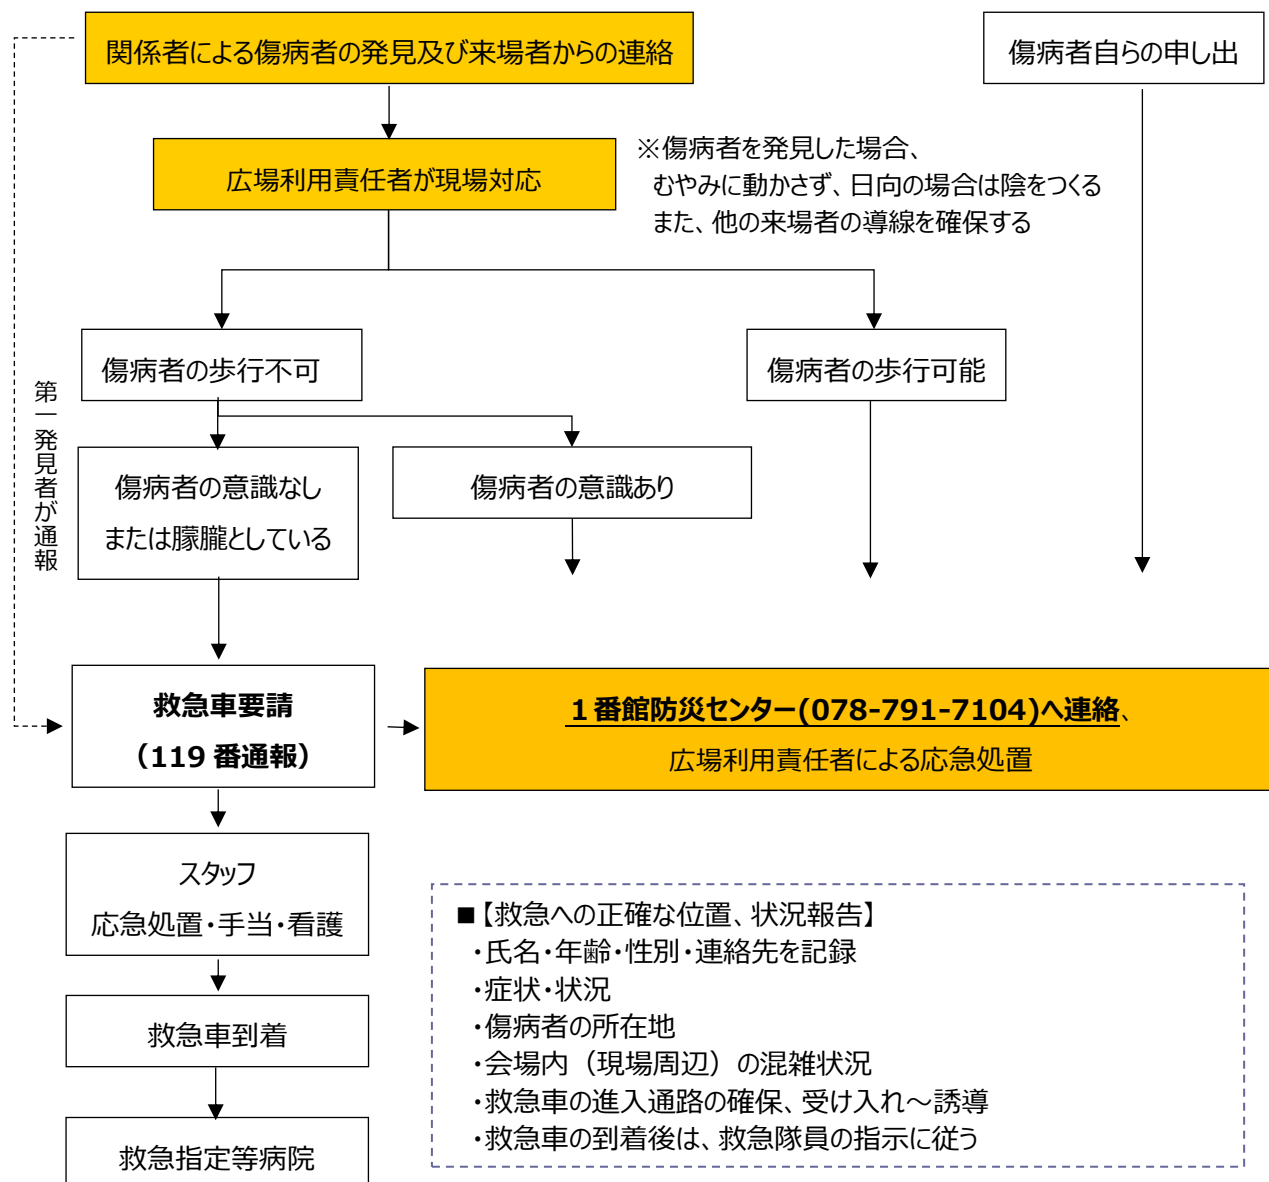 関係者による傷病者の発見及び来場者からの連絡
傷病者自らの申し出
広場利用責任者が現場対応
※傷病者を発見した場合、
むやみに動かさず、日向の場合は陰をつくる
また、他の来場者の導線を確保する
傷病者の歩行不可
傷病者の歩行可能
第一発見者が通報
傷病者の意識なし
または朦朧としている
傷病者の意識あり
救急車要請
（119 番通報）
１番館防災センター(078-791-7104)へ連絡、
広場利用責任者による応急処置
スタッフ
応急処置・手当・看護
救急車到着
救急指定等病院
■【救急への正確な位置、状況報告】
・氏名・年齢・性別・連絡先を記録
・症状・状況
・傷病者の所在地
・会場内（現場周辺）の混雑状況
・救急車の進入通路の確保、受け入れ～誘導
・救急車の到着後は、救急隊員の指示に従う